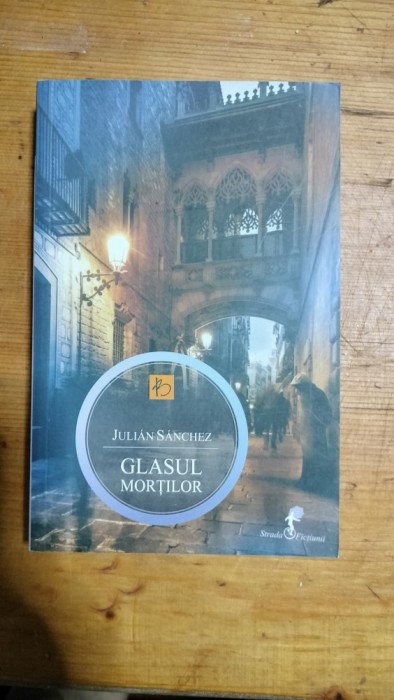 JULIÁN SÁNCHEZ
GLASUL
MORȚILOR
Strada Ficțiunii